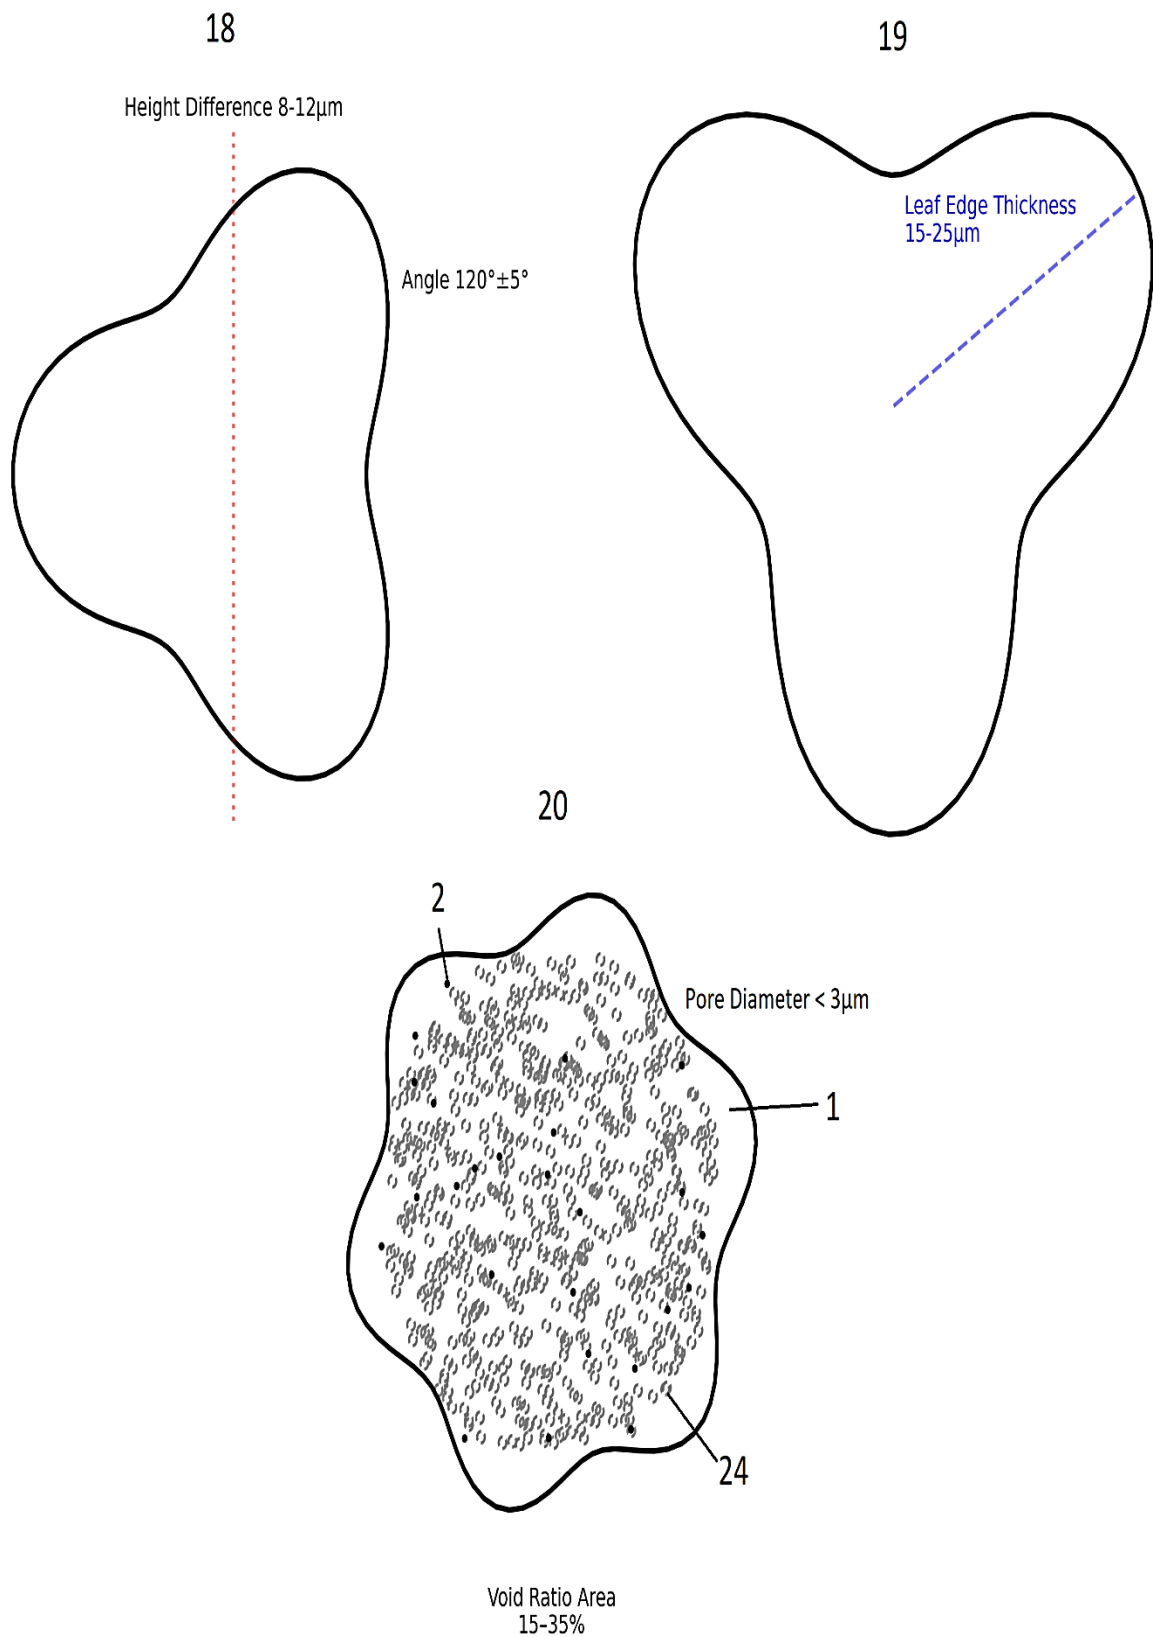 18
19
Height Difference 8-12µm
Leaf Edge Thickness
15-25µm
Angle 120°±5°
20
2
Pore Diameter < 3µm
1
24
Void Ratio Area
15–35%